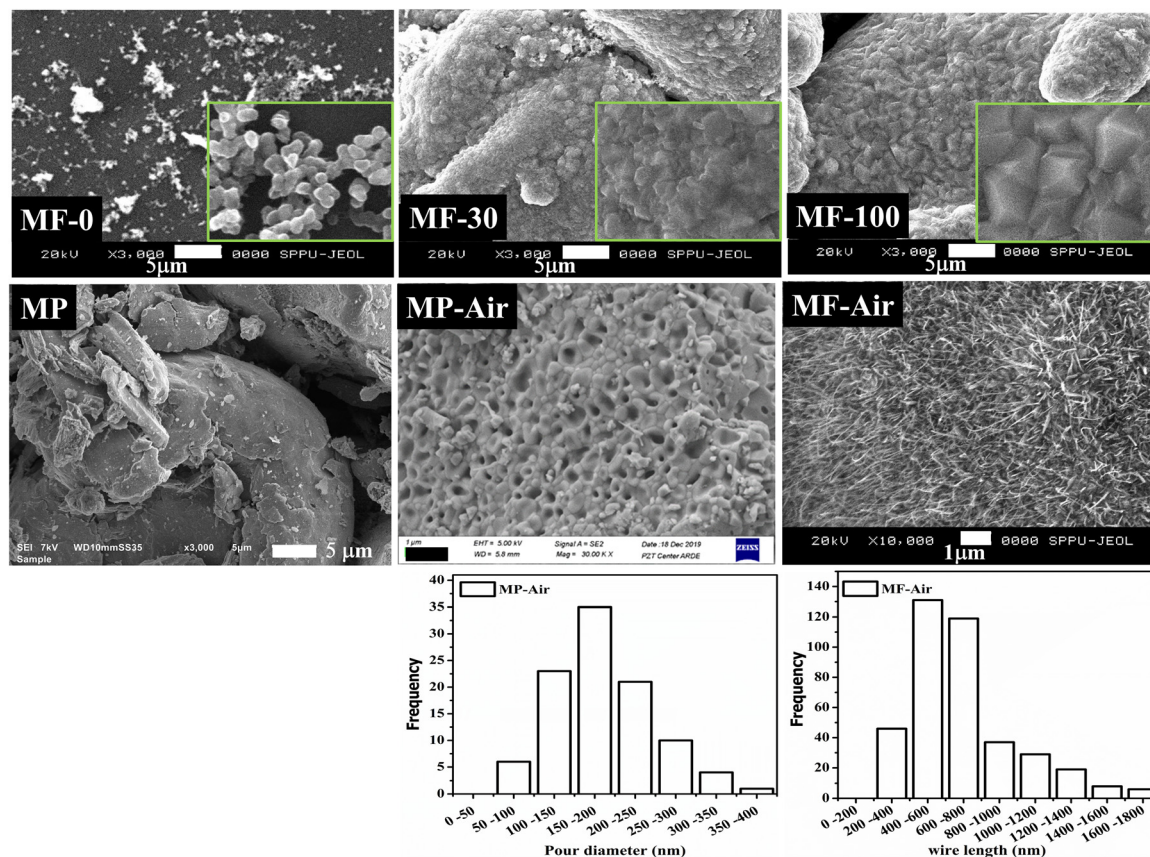 MF-0
20kV X3,000 0000 SPPU-JEOL
5μm
MF-30
20kV X3,000 0000 SPPU-JEOL
5μm
MF-100
20kV X3,000 0000 SPPU-JEOL
5μm
MP
SEI 7kV WD10mmSS35 x3,000 5μm 5 μm
Sample
MP-Air
1 μm EHT = 5.00 kV Signal A = SE2 Date :18 Dec 2019
WD = 5.8 mm Mag = 30.00 K X PZT Center ARDE
ZEISS
MF-Air
20kV X10,000 0000 SPPU-JEOL
1μm
MP-Air
Frequency
40
35
30
25
20
15
10
5
0
0 -50
50 -100
100 -150
150 -200
200 -250
250 -300
300 -350
350 -400
Pour diameter (nm)
MF-Air
Frequency
140
120
100
80
60
40
20
0
0 -200
200 -400
400 -600
600 -800
800 -1000
1000 -1200
1200 -1400
1400 -1600
1600 -1800
wire length (nm)